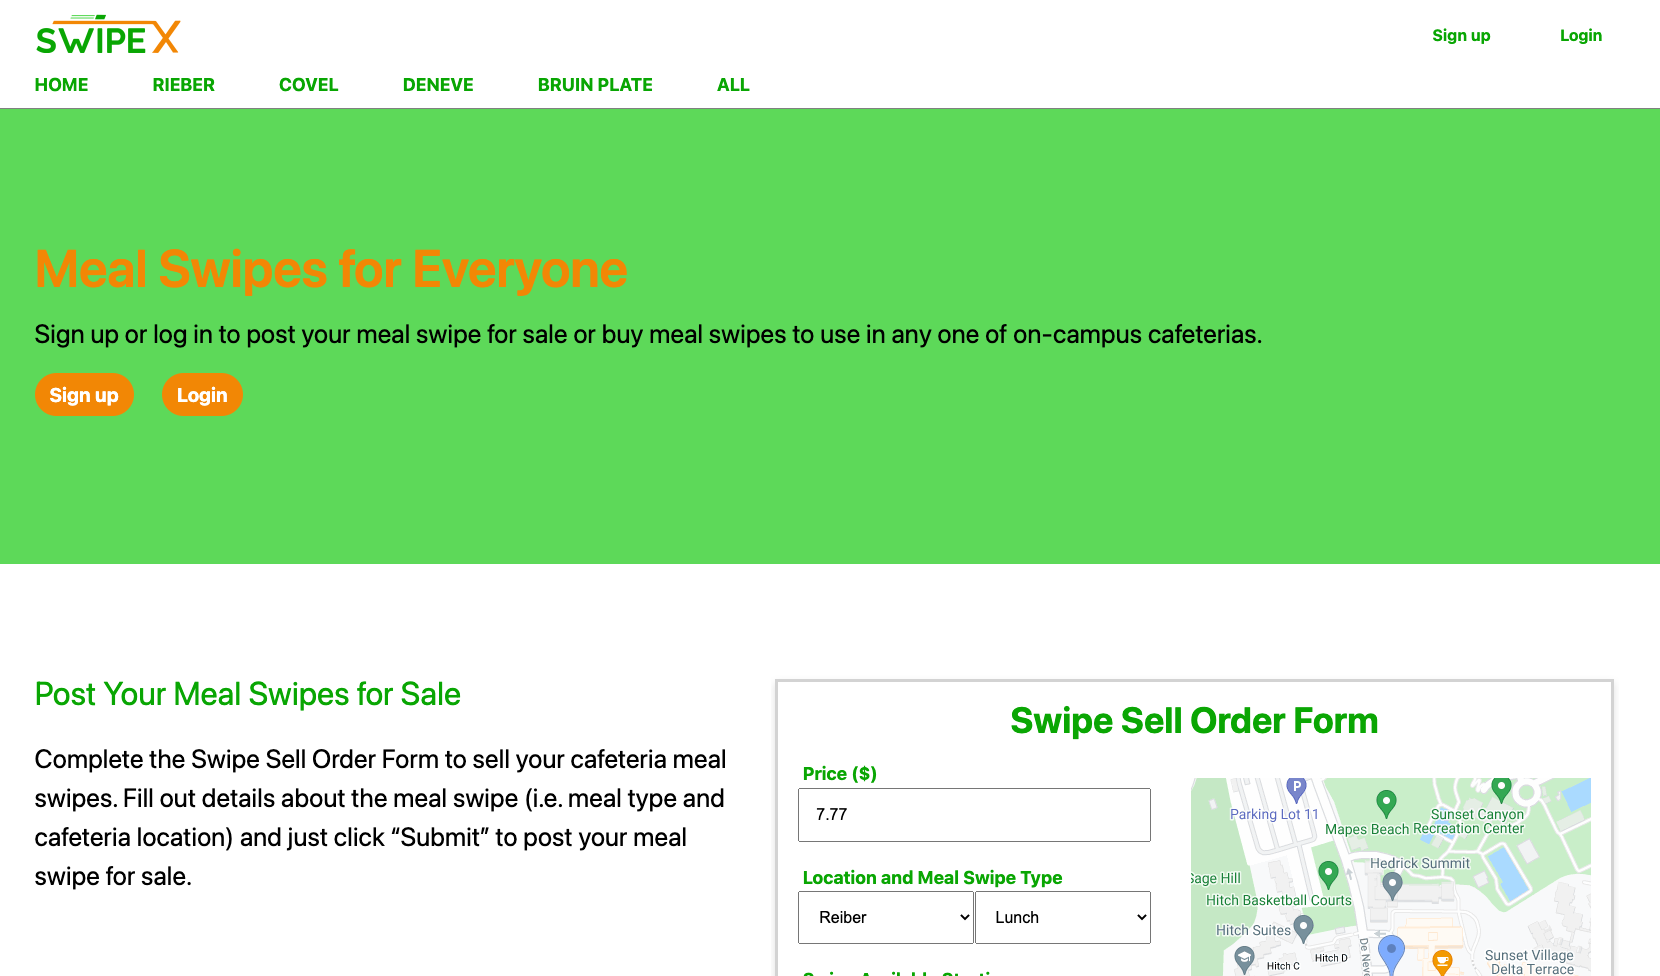 SWIPE X
Sign up
Login
HOME
RIEBER
COVEL
DENEVE
BRUIN PLATE
ALL
Meal Swipes for Everyone
Sign up or log in to post your meal swipe for sale or buy meal swipes to use in any one of on-campus cafeterias.
Sign up
Login
Post Your Meal Swipes for Sale
Complete the Swipe Sell Order Form to sell your cafeteria meal
swipes. Fill out details about the meal swipe (i.e. meal type and
cafeteria location) and just click “Submit” to post your meal
swipe for sale.
Swipe Sell Order Form
Price ($)
7.77
Location and Meal Swipe Type
Reiber
Lunch
P
Parking Lot 11
Mapes Beach
Sunset Canyon
Recreation Center
Hedrick Summit
Sage Hill
Hitch Basketball Courts
Hitch Suites
Hitch C
Hitch D
De Neve
Sunset Village
Delta Terrace